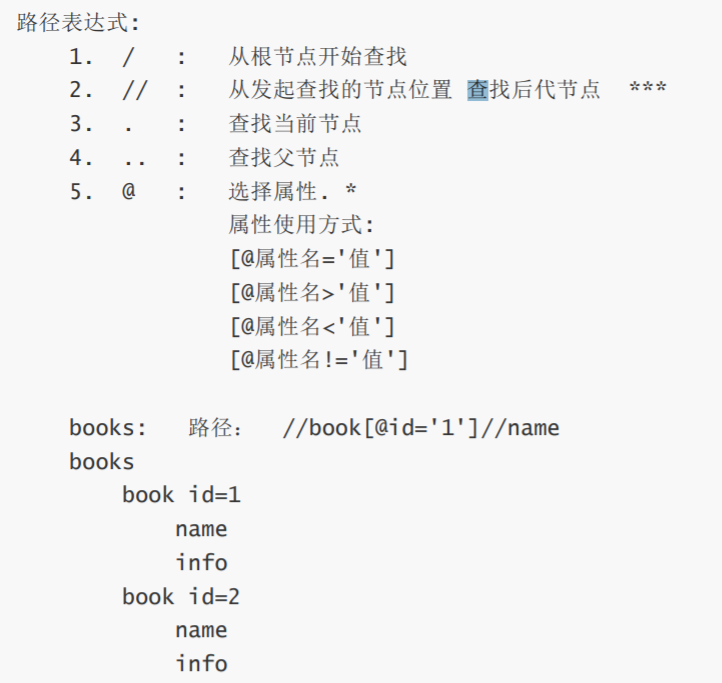 路径表达式:
1. / : 从根节点开始查找
2. // : 从发起查找的节点位置 查找后代节点 ***
3. . : 查找当前节点
4. .. : 查找父节点
5. @ : 选择属性. *
属性使用方式:
[@属性名='值']
[@属性名>'值']
[@属性名<'值']
[@属性名!='值']
books: 路径: //book[@id='1']//name
books
book id=1
name
info
book id=2
name
info